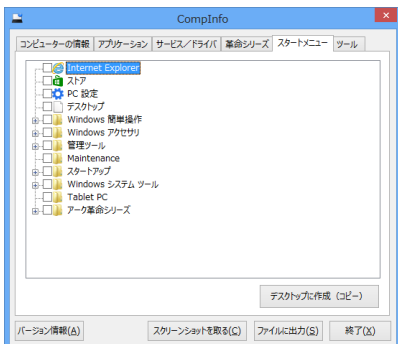 CompInfo
コンピューターの情報 アプリケーション サービス／ドライバ 革命シリーズ スタートメニュー ツール
Internet Explorer
ストア
PC 設定
デスクトップ
Windows 簡単操作
Windows アクセサリ
管理ツール
Maintenance
スタートアップ
Windows システム ツール
Tablet PC
アーク革命シリーズ
デスクトップに作成（コピー）
バージョン情報(A) スクリーンショットを取る(C) ファイルに出力(S) 終了(X)